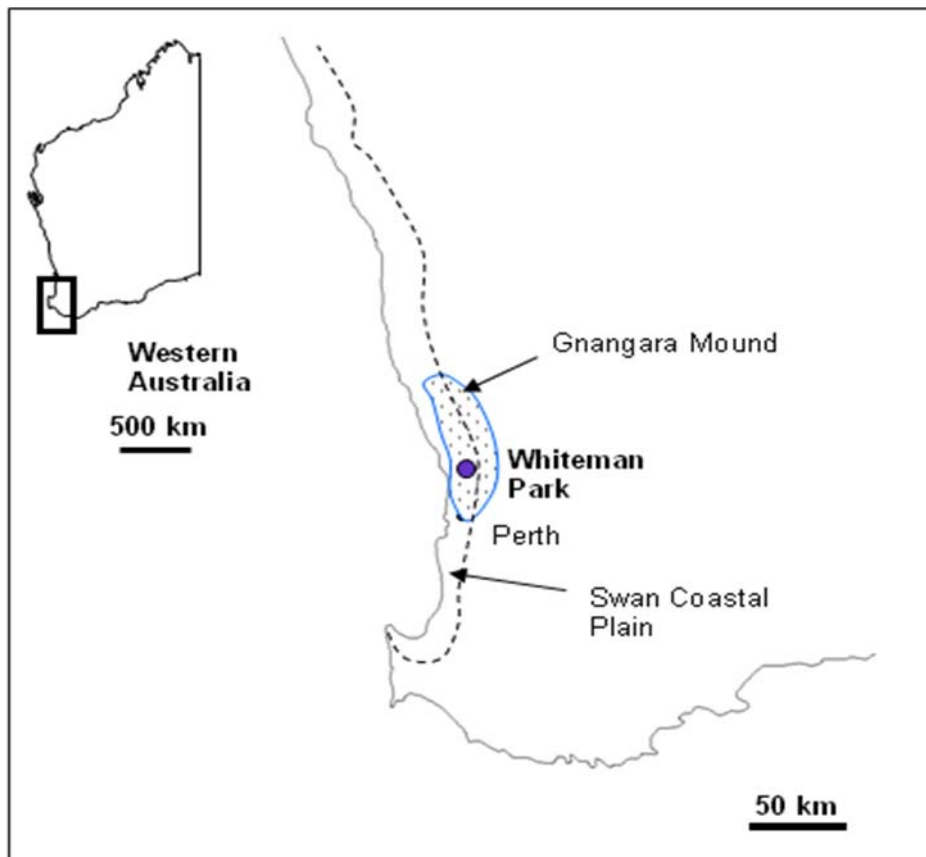 Western
Australia
500 km
Gnangara Mound
Whiteman
Park
Perth
Swan Coastal
Plain
50 km